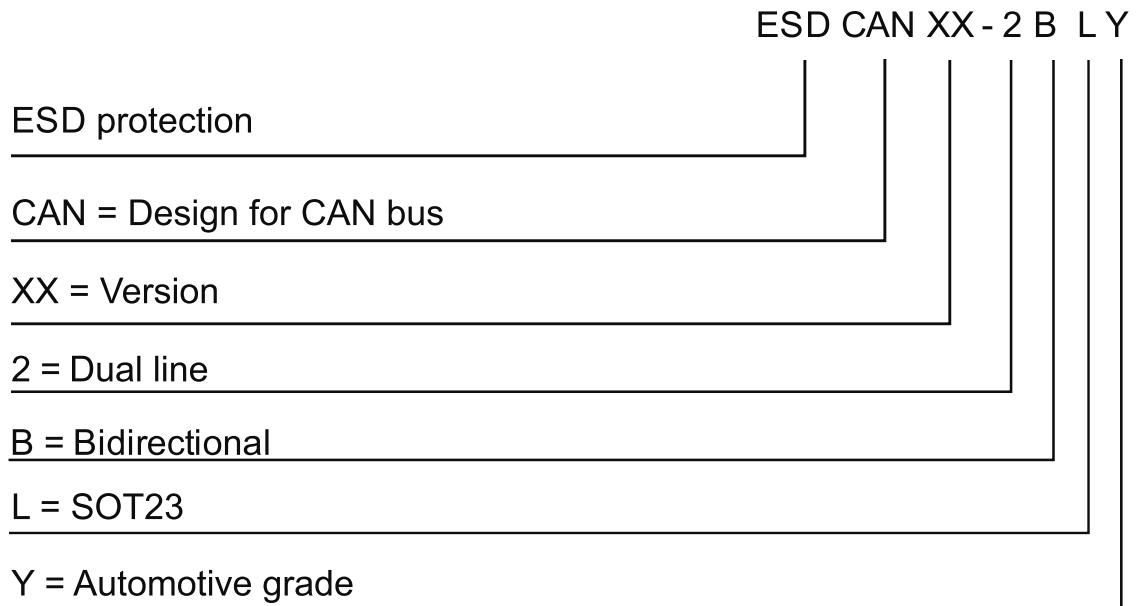 ESD CAN XX - 2 B L Y
ESD protection
CAN = Design for CAN bus
XX = Version
2 = Dual line
B = Bidirectional
L = SOT23
Y = Automotive grade